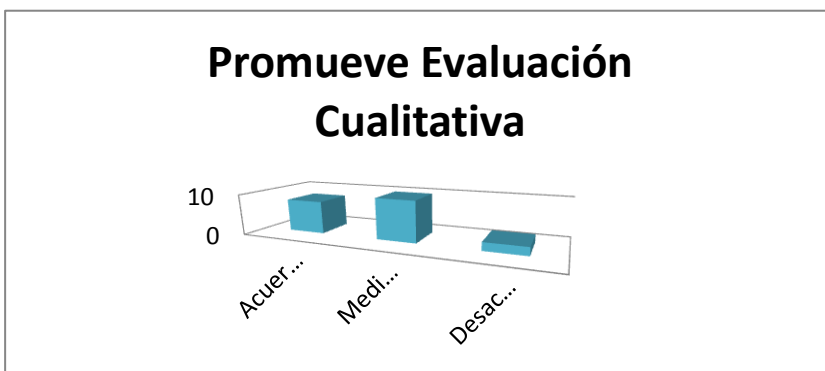 Promueve Evaluación
Cualitativa
10
0
Acuer...
Medi...
Desac...